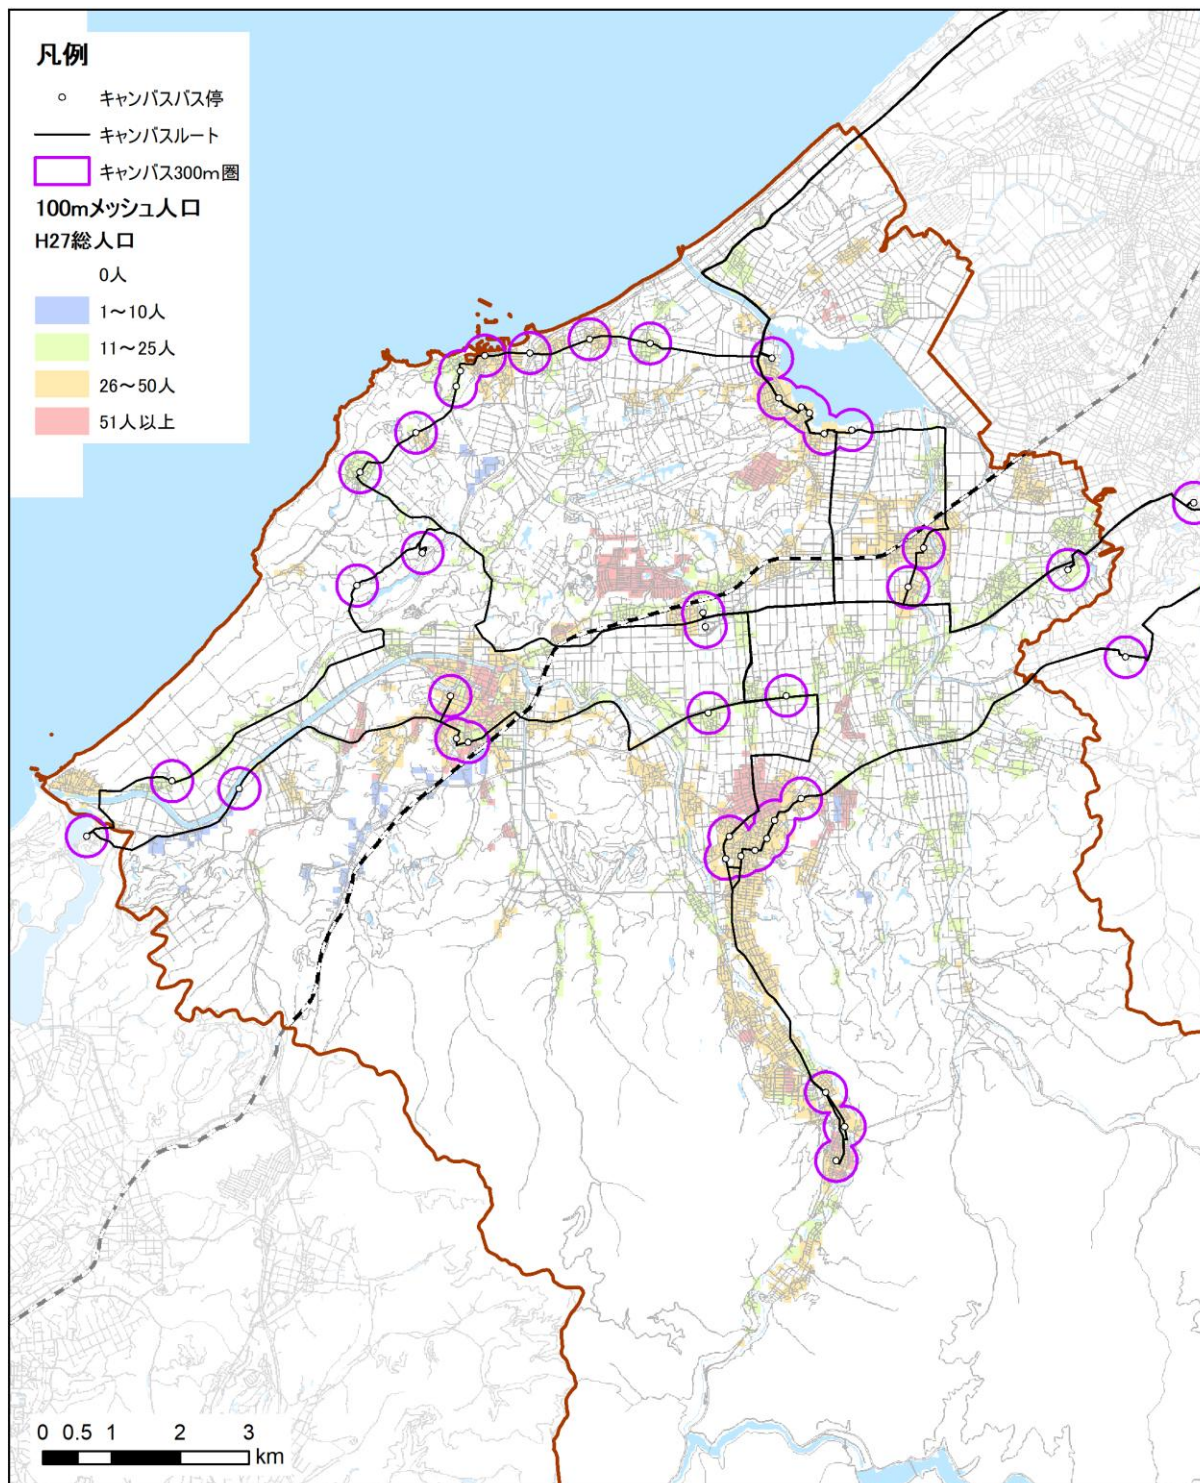 凡例
キャンバスバス停
キャンバスルート
キャンバス300m圏
100mメッシュ人口
H27総人口
0人
1～10人
11～25人
26～50人
51人以上
0 0.5 1 2 3
km